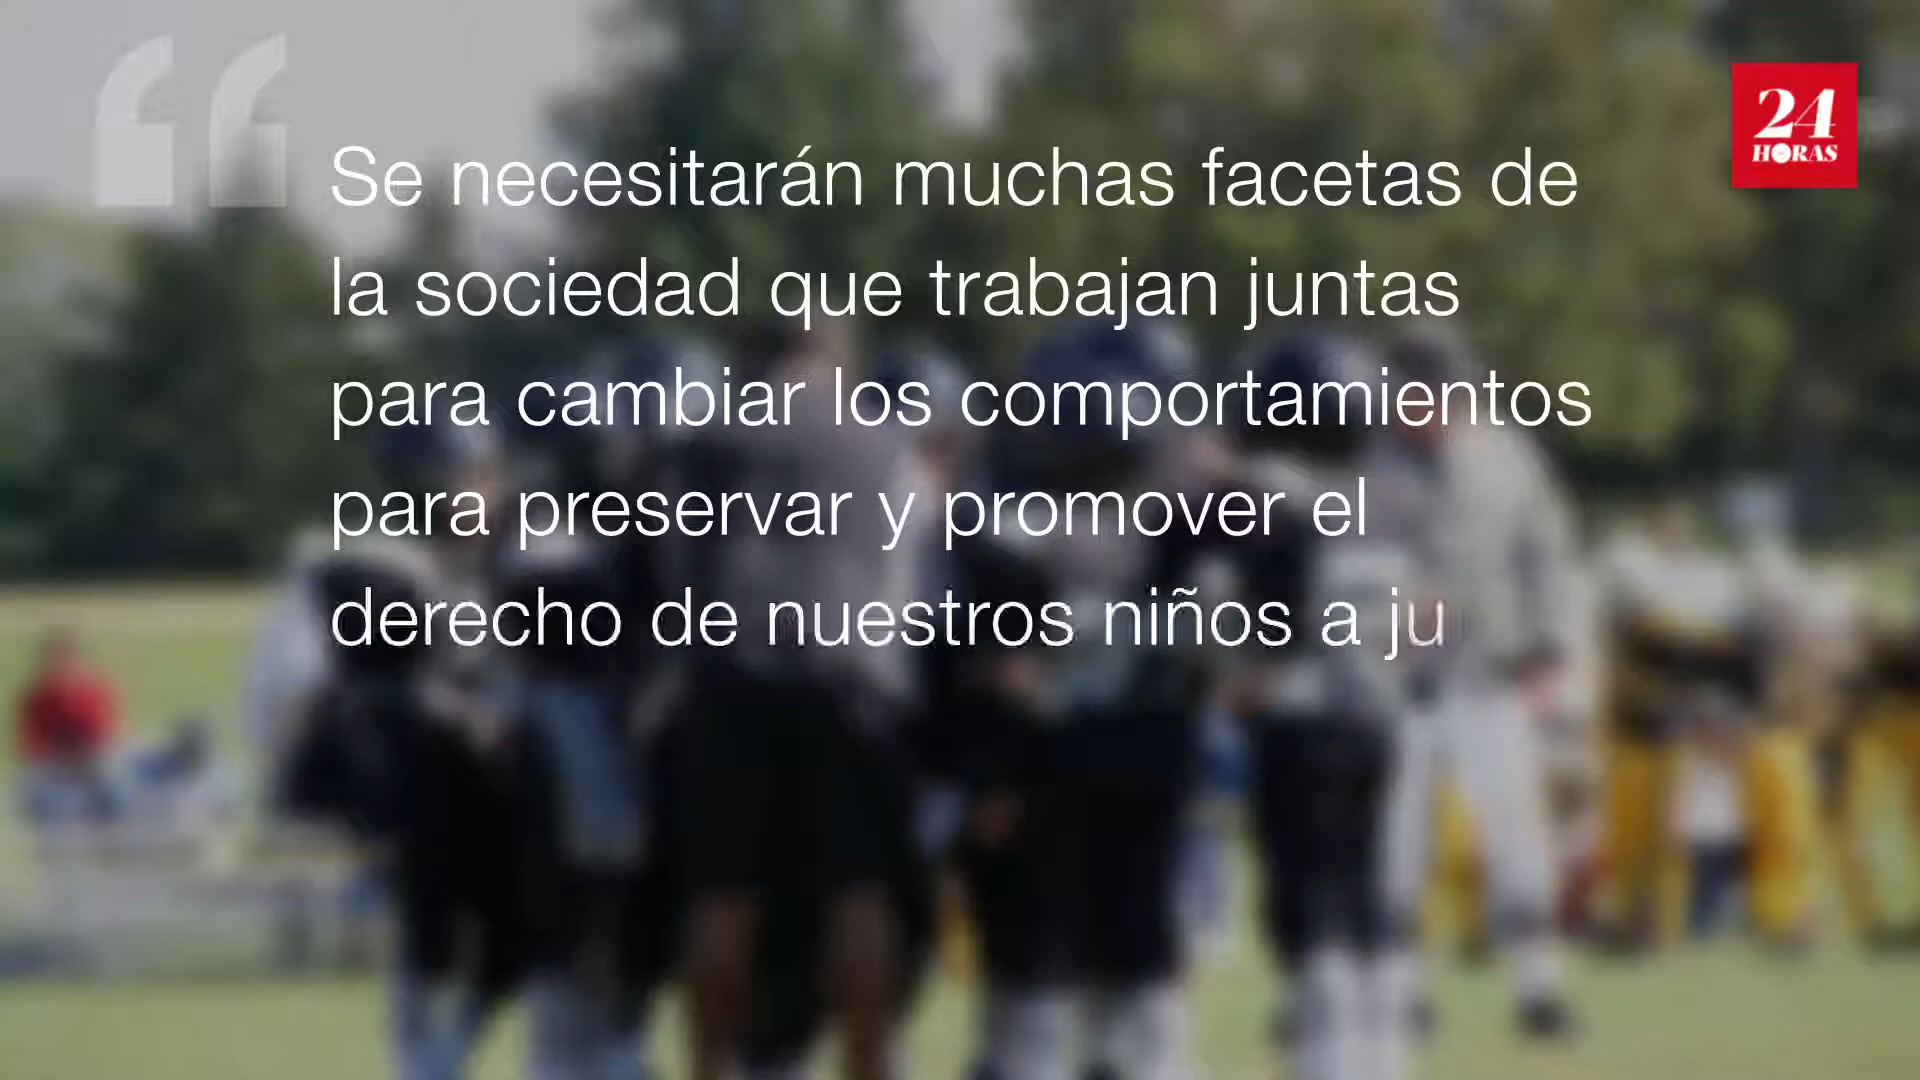 “
Se necesitarán muchas facetas de
la sociedad que trabajan juntas
para cambiar los comportamientos
para preservar y promover el
derecho de nuestros niños a ju
24
HORAS